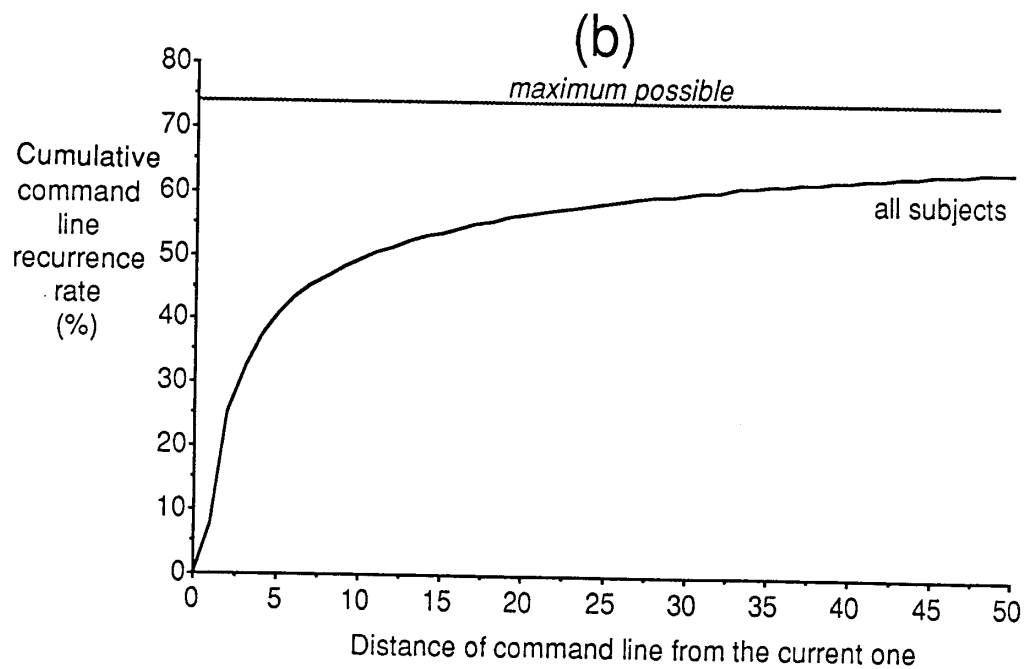 (b)
80
maximum possible
70
Cumulative
command
line
recurrence
rate
(%)
60
all subjects
50
40
30
20
10
0
0 5 10 15 20 25 30 35 40 45 50
Distance of command line from the current one